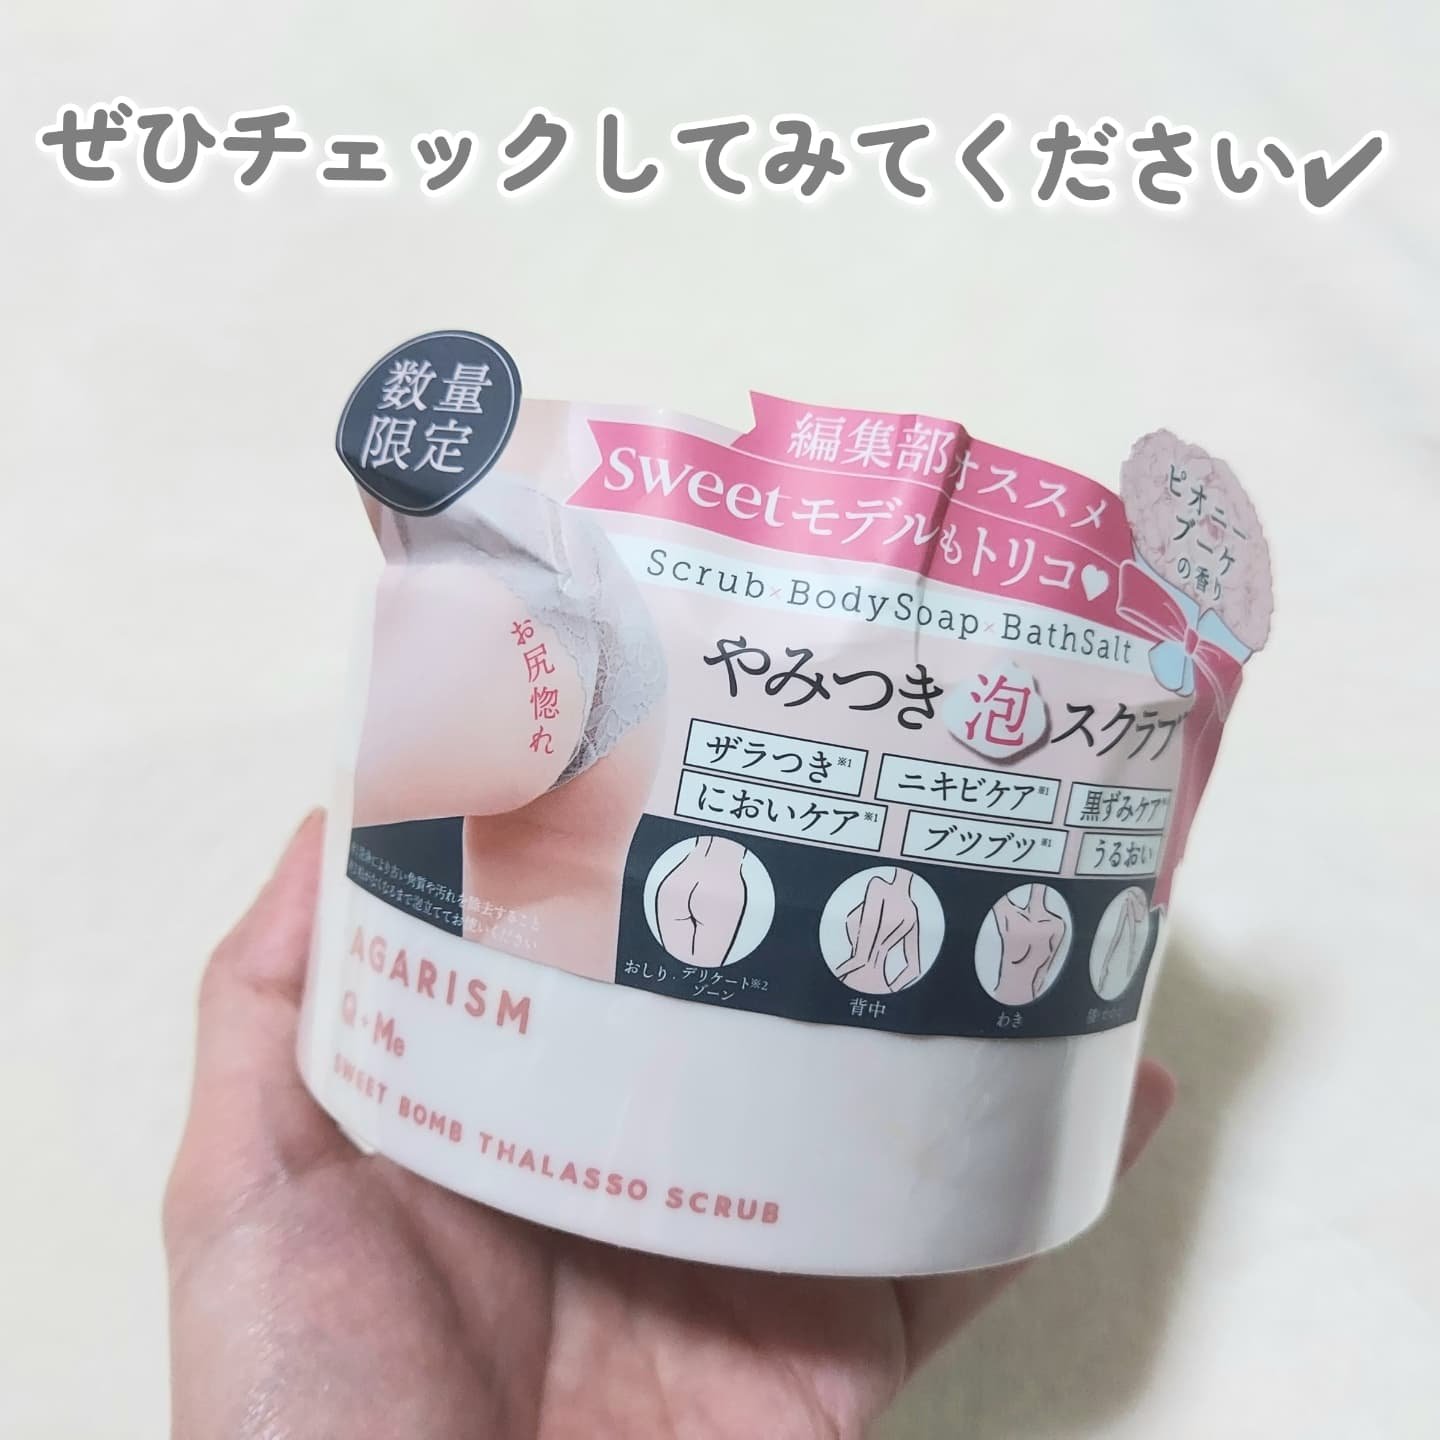 ぜひチェックしてみてください✔
数量
限定
編集部オススメ
sweetモデルもトリコ♥
ピオニー
ブーケ
の香り
Scrub×BodySoap×BathSalt
お尻惚れ
やみつき泡スクラブ
ザラつき※1
ニキビケア※1
黒ずみケア
においケア※1
ブツブツ※1
うるおい
おしり・デリケート※2
ゾーン
背中
わき
AGARISM
Q+Me
SWEET BOMB THALASSO SCRUB